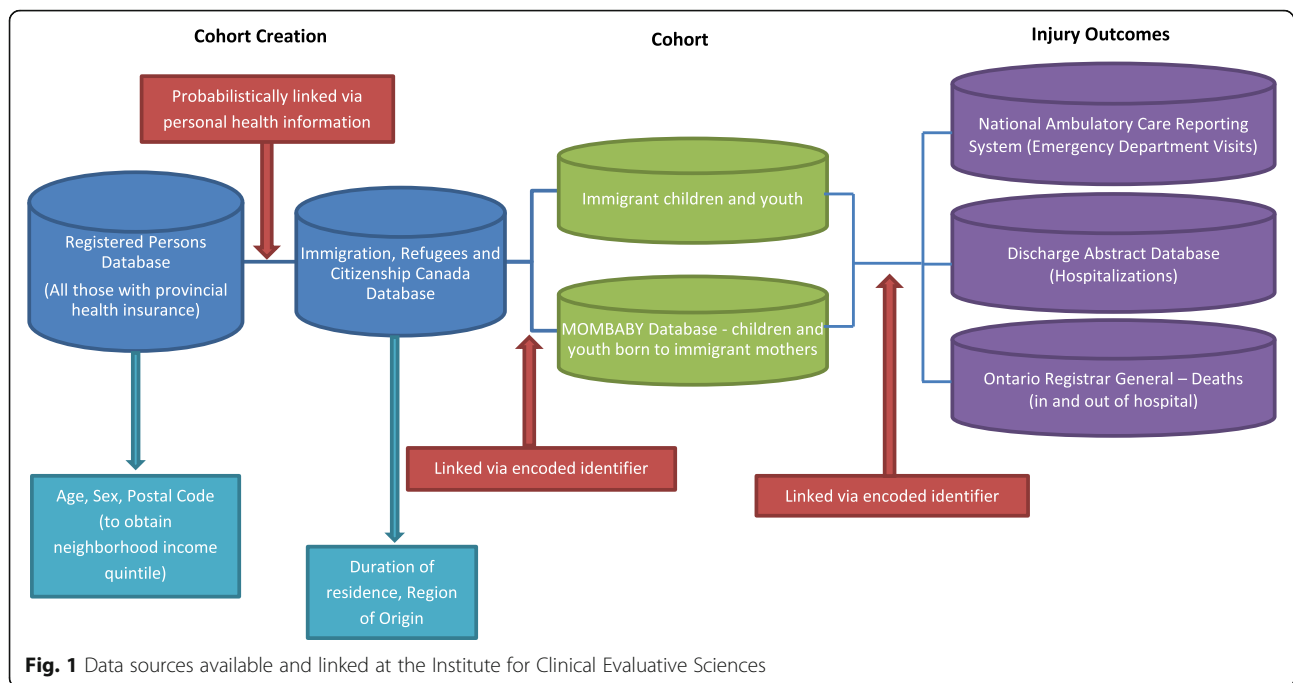 Cohort Creation
Cohort
Injury Outcomes
Probabilistically linked via
personal health information
Registered Persons
Database
(All those with provincial
health insurance)
Immigration, Refugees and
Citizenship Canada
Database
Immigrant children and youth
MOMBABY Database - children and
youth born to immigrant mothers
National Ambulatory Care Reporting
System (Emergency Department Visits)
Discharge Abstract Database
(Hospitalizations)
Ontario Registrar General – Deaths
(in and out of hospital)
Linked via encoded identifier
Linked via encoded identifier
Age, Sex, Postal Code
(to obtain
neighborhood income
quintile)
Duration of
residence, Region
of Origin
Fig. 1 Data sources available and linked at the Institute for Clinical Evaluative Sciences